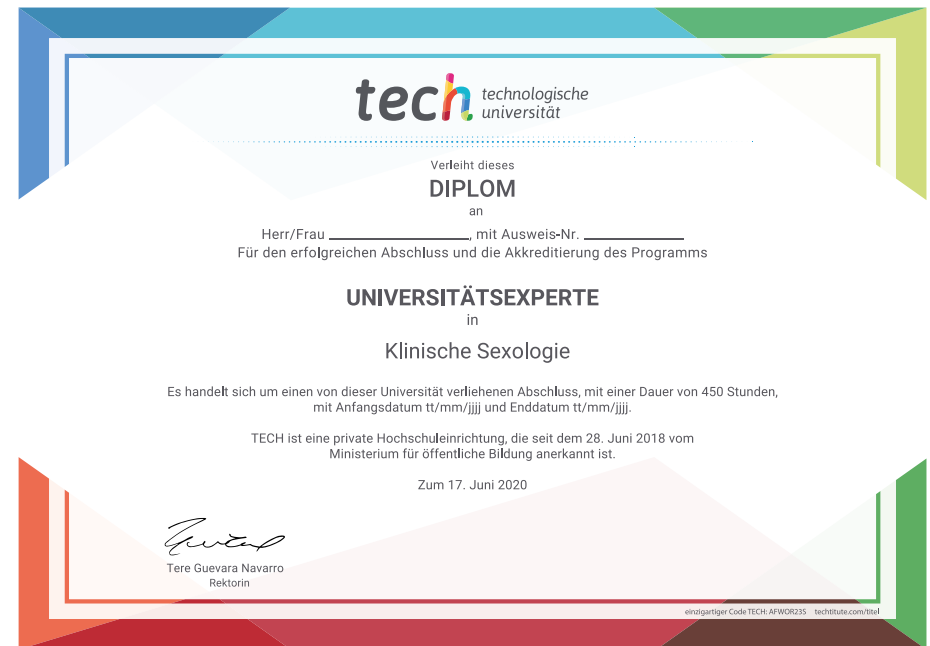 tech technologische
universität
Verleiht dieses
DIPLOM
an
Herr/Frau ____________________, mit Ausweis-Nr. ______________
Für den erfolgreichen Abschluss und die Akkreditierung des Programms
UNIVERSITÄTSEXPERTE
in
Klinische Sexologie
Es handelt sich um einen von dieser Universität verliehenen Abschluss, mit einer Dauer von 450 Stunden,
mit Anfangsdatum tt/mm/jjjj und Enddatum tt/mm/jjjj.
TECH ist eine private Hochschuleinrichtung, die seit dem 28. Juni 2018 vom
Ministerium für öffentliche Bildung anerkannt ist.
Zum 17. Juni 2020
Tere Guevara Navarro
Rektorin
einzigartiger Code TECH: AFWOR23S techtitute.com/titel